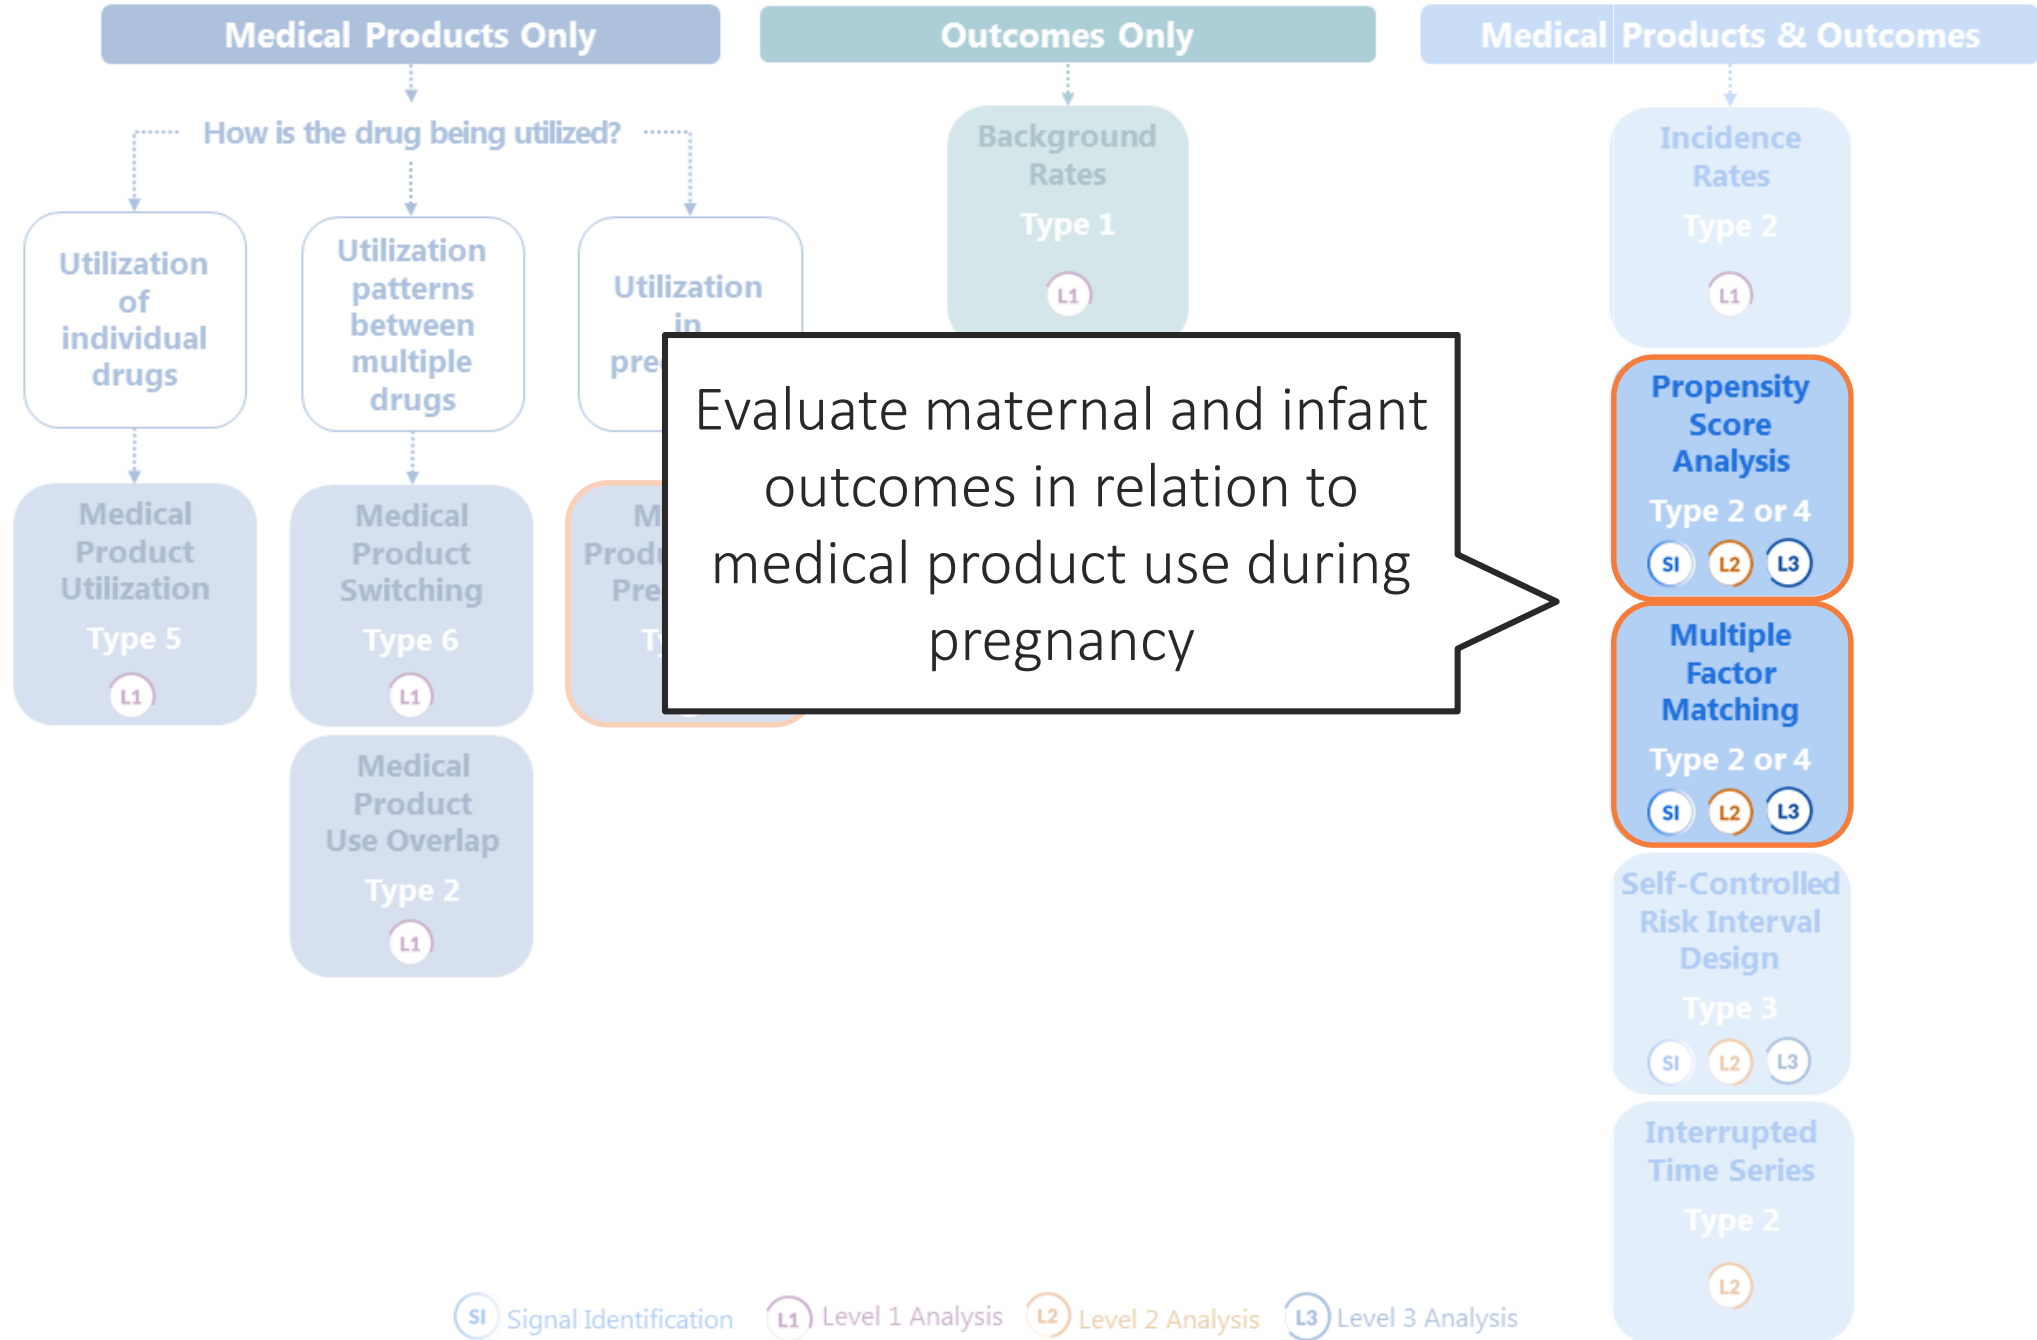 Medical Products Only
Outcomes Only
Medical Products & Outcomes
How is the drug being utilized?
Utilization
of
individual
drugs
Utilization
patterns
between
multiple
drugs
Utilization
in
Medical
Product
Utilization
Type 5
L1
Medical
Product
Switching
Type 6
L1
Medical
Product
Use Overlap
Type 2
L1
Background
Rates
Type 1
L1
Evaluate maternal and infant
outcomes in relation to
medical product use during
pregnancy
Incidence
Rates
Type 2
L1
Propensity
Score
Analysis
Type 2 or 4
SI L2 L3
Multiple
Factor
Matching
Type 2 or 4
SI L2 L3
Self-Controlled
Risk Interval
Design
Type 3
SI L2 L3
Interrupted
Time Series
Type 2
L2
SI Signal Identification L1 Level 1 Analysis L2 Level 2 Analysis L3 Level 3 Analysis